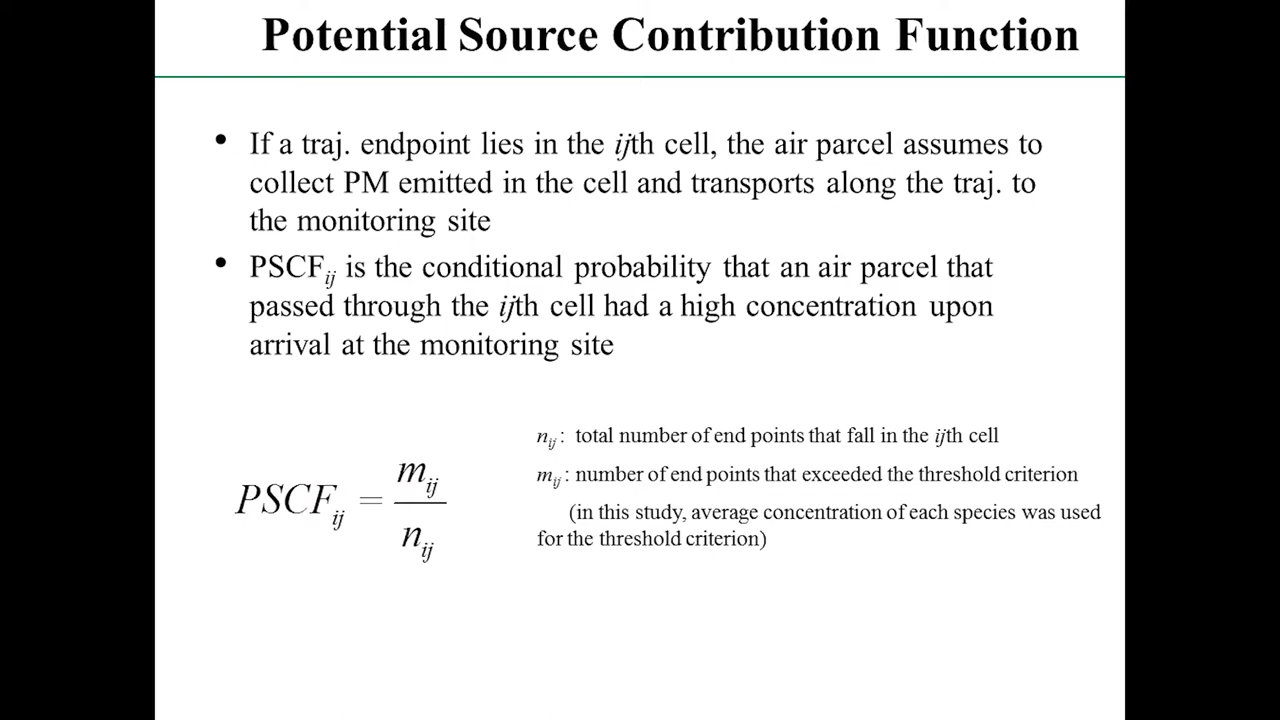 Potential Source Contribution Function
• If a traj. endpoint lies in the ijth cell, the air parcel assumes to
collect PM emitted in the cell and transports along the traj. to
the monitoring site
• PSCFij is the conditional probability that an air parcel that
passed through the ijth cell had a high concentration upon
arrival at the monitoring site
PSCFij = mij / nij
nij : total number of end points that fall in the ijth cell
mij : number of end points that exceeded the threshold criterion
(in this study, average concentration of each species was used
for the threshold criterion)